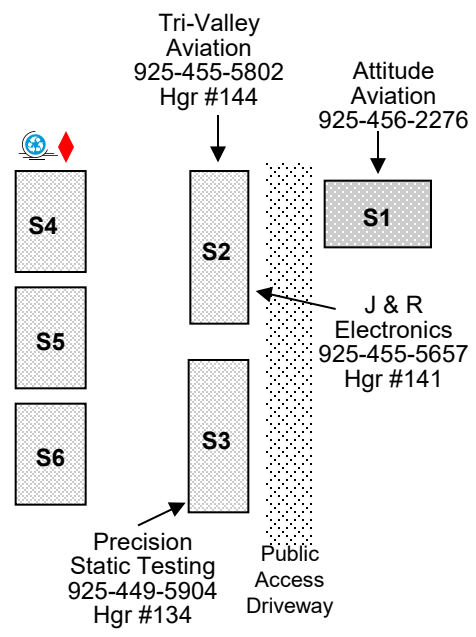 Tri-Valley
Aviation
925-455-5802
Hgr #144
Attitude
Aviation
925-456-2276
S4
S2
S1
J & R
Electronics
925-455-5657
Hgr #141
S5
S3
S6
Precision
Static Testing
925-449-5904
Hgr #134
Public
Access
Driveway